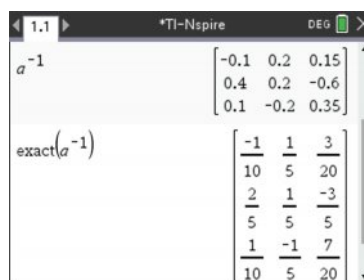 1.1 *TI-Nspire DEG
a⁻¹ [-0.1 0.2 0.15
0.4 0.2 -0.6
0.1 -0.2 0.35]
exact(a⁻¹) [-1/10 1/5 3/20
2/5 1/5 -3/5
1/10 -1/5 7/20